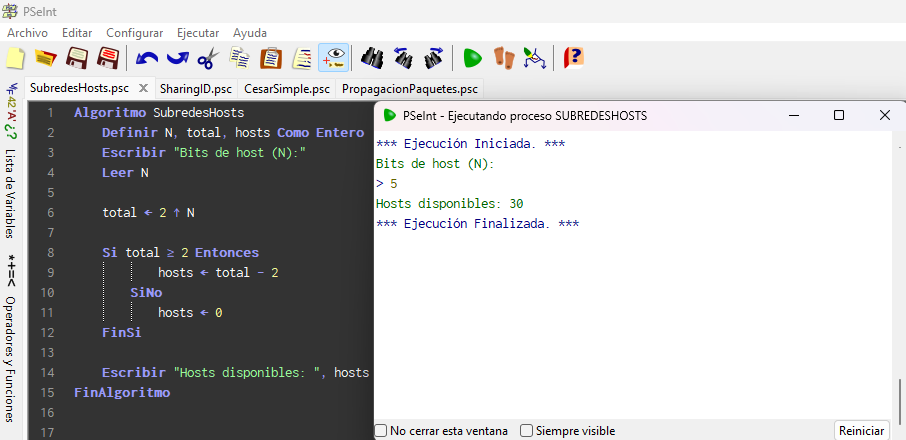 PSeInt
Archivo Editar Configurar Ejecutar Ayuda
SubredesHosts.psc SharingID.psc CesarSimple.psc PropagacionPaquetes.psc
Lista de Variables
Operadores y Funciones
1 Algoritmo SubredesHosts
2 Definir N, total, hosts Como Entero
3 Escribir "Bits de host (N):"
4 Leer N
5
6 total ← 2 ↑ N
7
8 Si total ≥ 2 Entonces
9 hosts ← total - 2
10 SiNo
11 hosts ← 0
12 FinSi
13
14 Escribir "Hosts disponibles: ", hosts
15 FinAlgoritmo
16
17
PSeInt - Ejecutando proceso SUBREDESHOSTS
*** Ejecución Iniciada. ***
Bits de host (N):
> 5
Hosts disponibles: 30
*** Ejecución Finalizada. ***
No cerrar esta ventana Siempre visible Reiniciar